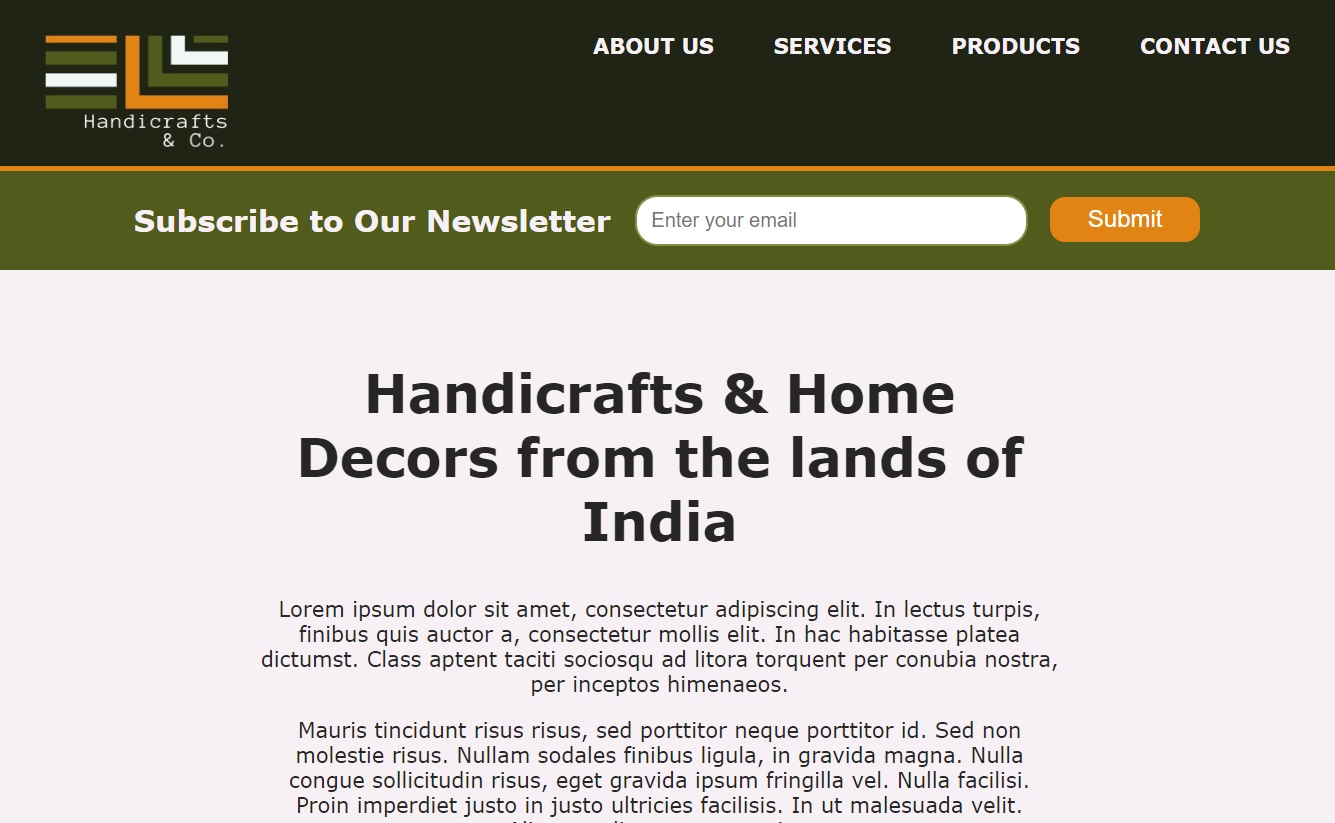 Handicrafts
& Co.
ABOUT US
SERVICES
PRODUCTS
CONTACT US
Subscribe to Our Newsletter
Enter your email
Submit
Handicrafts & Home
Decors from the lands of
India
Lorem ipsum dolor sit amet, consectetur adipiscing elit. In lectus turpis,
finibus quis auctor a, consectetur mollis elit. In hac habitasse platea
dictumst. Class aptent taciti sociosqu ad litora torquent per conubia nostra,
per inceptos himenaeos.
Mauris tincidunt risus risus, sed porttitor neque porttitor id. Sed non
molestie risus. Nullam sodales finibus ligula, in gravida magna. Nulla
congue sollicitudin risus, eget gravida ipsum fringilla vel. Nulla facilisi.
Proin imperdiet justo in justo ultricies facilisis. In ut malesuada velit.